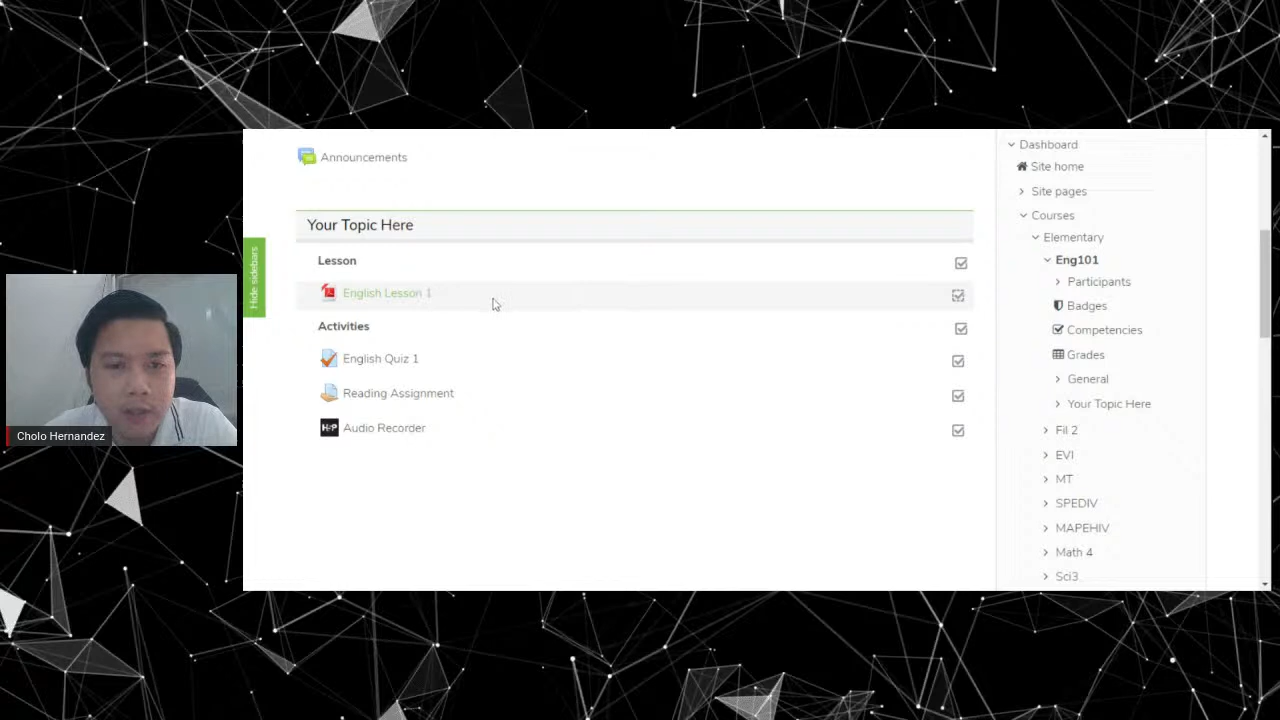 Announcements
Your Topic Here
Lesson
English Lesson 1
Activities
English Quiz 1
Reading Assignment
H-P
Audio Recorder
Hide sidebars
Cholo Hernandez
Dashboard
Site home
Site pages
Courses
Elementary
Eng101
Participants
Badges
Competencies
Grades
General
Your Topic Here
Fil 2
EVI
MT
SPEDIV
MAPEHIV
Math 4
Sci3